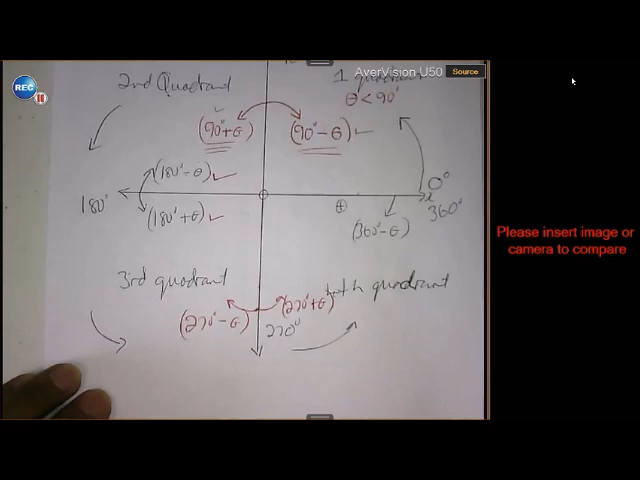 AverVision U50
Source
REC
2nd Quadrant
1 quadrant
θ < 90°
(90°+θ)
(90°-θ)
(180°-θ)
180°
(180°+θ)
0°
360°
(360°-θ)
3rd quadrant
quadrant
(270°-θ)
(270°+θ)
270°
Please insert image or
camera to compare